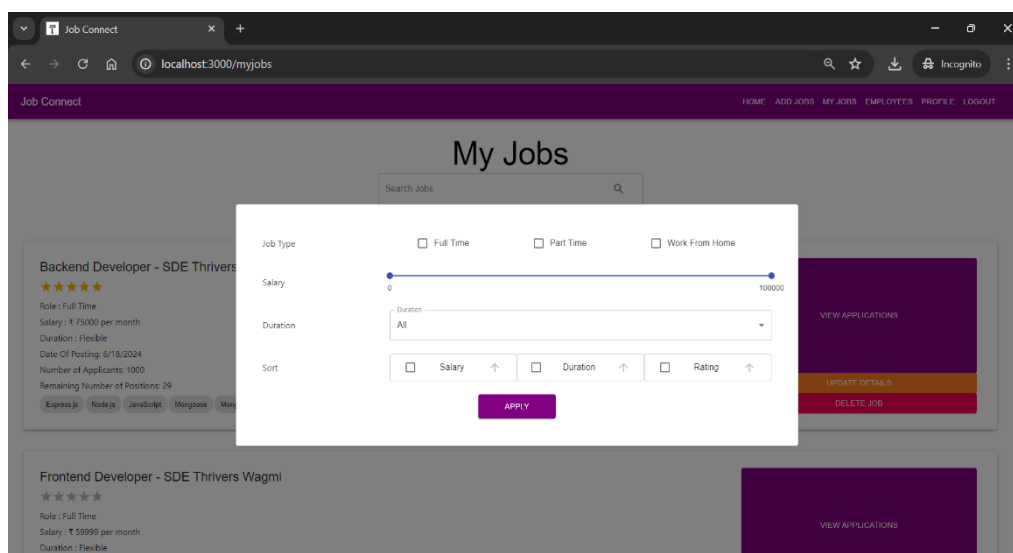 Job Connect
localhost:3000/myjobs
Incognito
Job Connect
HOME ADD JOBS MY JOBS EMPLOYEES PROFILE LOGOUT
My Jobs
Search Jobs
Job Type Full Time Part Time Work From Home
Salary 0 100000
Duration
Duration All
Sort Salary Duration Rating
APPLY
Backend Developer - SDE Thrivers
Role : Full Time
Salary : ₹ 75000 per month
Duration : Flexible
Date Of Posting: 6/18/2024
Number of Applicants: 1000
Remaining Number of Positions: 29
Express js Node.js JavaScript Mongoose Mon
VIEW APPLICATIONS
UPDATE DETAILS
DELETE JOB
Frontend Developer - SDE Thrivers Wagmi
Role : Full Time
Salary : ₹ 59999 per month
Duration : Flexible
VIEW APPLICATIONS